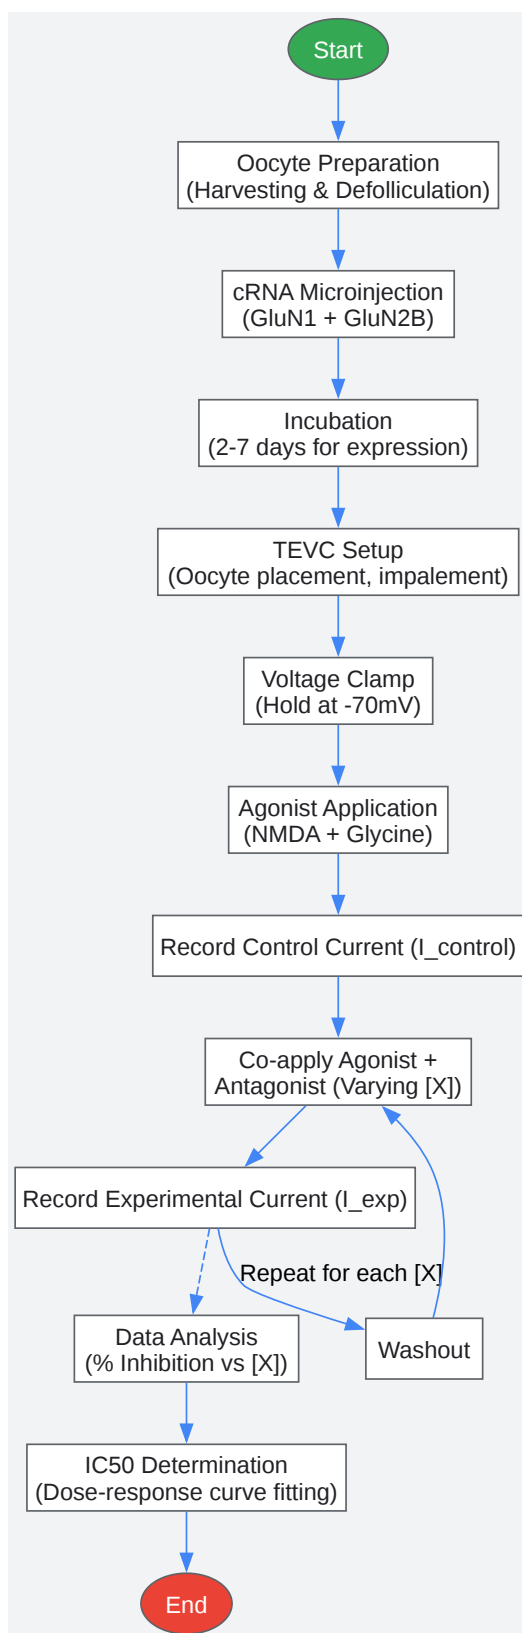 Start
Oocyte Preparation
(Harvesting & Defolliculation)
cRNA Microinjection
(GluN1 + GluN2B)
Incubation
(2-7 days for expression)
TEVC Setup
(Oocyte placement, impalement)
Voltage Clamp
(Hold at -70mV)
Agonist Application
(NMDA + Glycine)
Record Control Current (I_control)
Co-apply Agonist +
Antagonist (Varying [X])
Record Experimental Current (I_exp)
Repeat for each [X]
Data Analysis
(% Inhibition vs [X])
Washout
IC50 Determination
(Dose-response curve fitting)
End